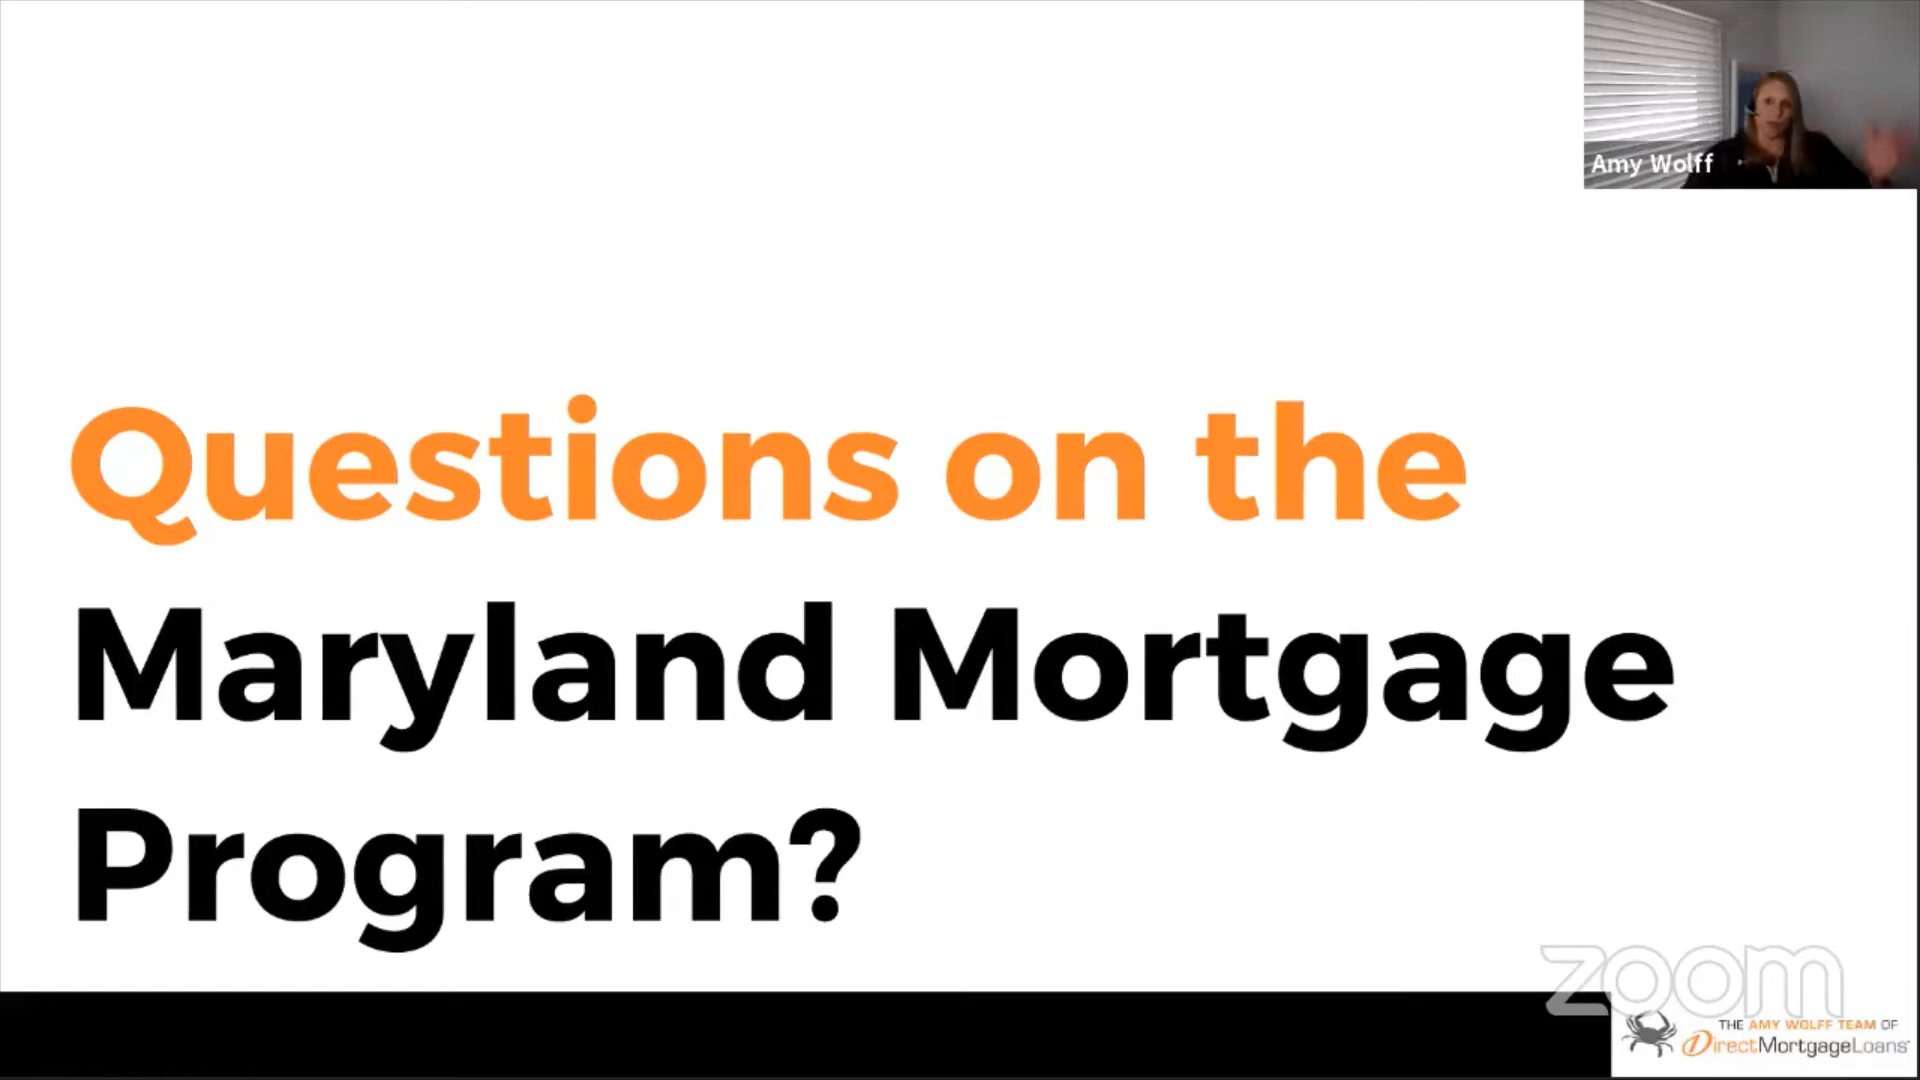 Amy Wolff
Questions on the
Maryland Mortgage
Program?
zoom
THE AMY WOLFF TEAM OF
DirectMortgageLoans